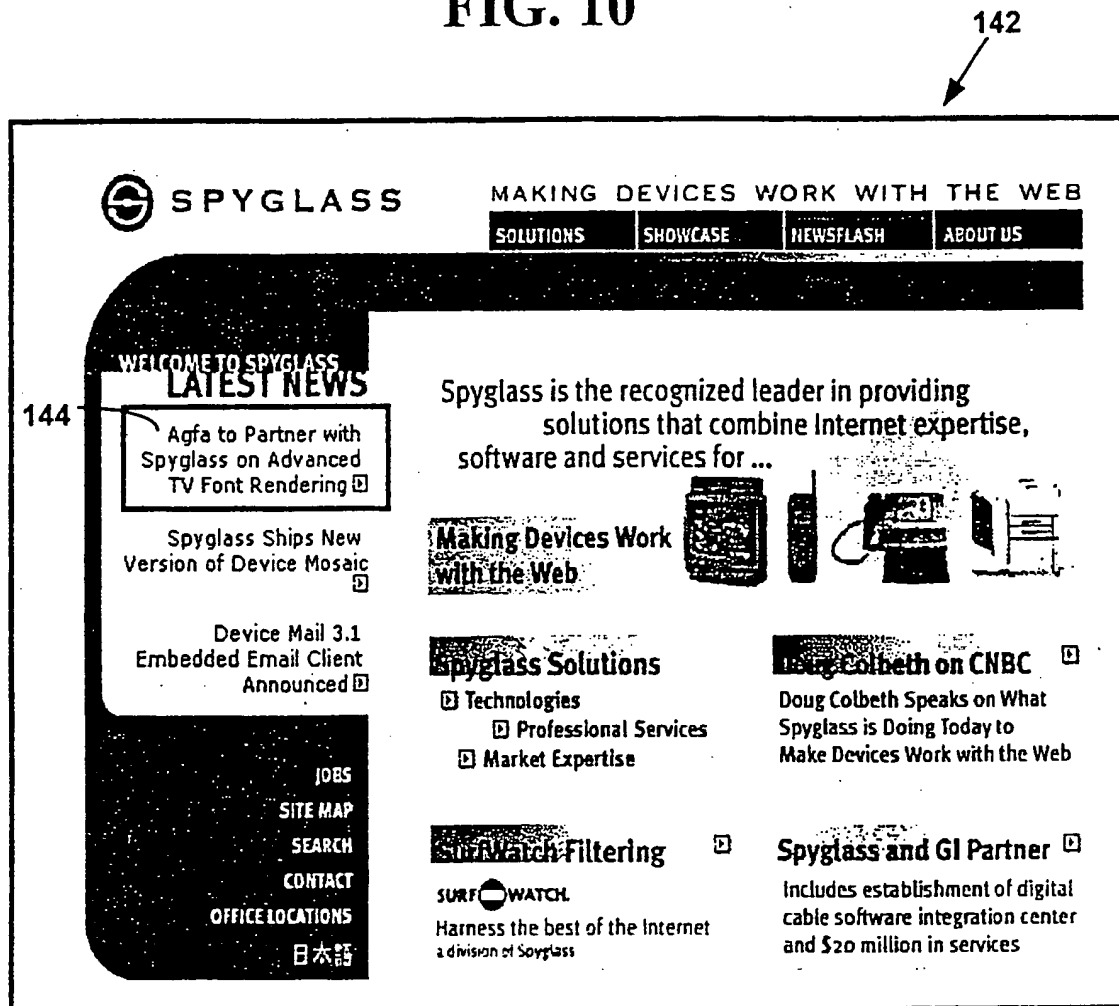 FIG. 10
142
SPYGLASS
MAKING DEVICES WORK WITH THE WEB
SOLUTIONS
SHOWCASE
NEWSFLASH
ABOUT US
WELCOME TO SPYGLASS
LATEST NEWS
144
Agfa to Partner with
Spyglass on Advanced
TV Font Rendering
Spyglass Ships New
Version of Device Mosaic
Device Mail 3.1
Embedded Email Client
Announced
JOBS
SITE MAP
SEARCH
CONTACT
OFFICE LOCATIONS
日本語
Spyglass is the recognized leader in providing
solutions that combine Internet expertise,
software and services for ...
Making Devices Work
with the Web
Spyglass Solutions
Technologies
Professional Services
Market Expertise
Doug Colbeth on CNBC
Doug Colbeth Speaks on What
Spyglass is Doing Today to
Make Devices Work with the Web
SurfWatch Filtering
SURF WATCH.
Harness the best of the Internet
a division of Spyglass
Spyglass and GI Partner
Includes establishment of digital
cable software integration center
and $20 million in services